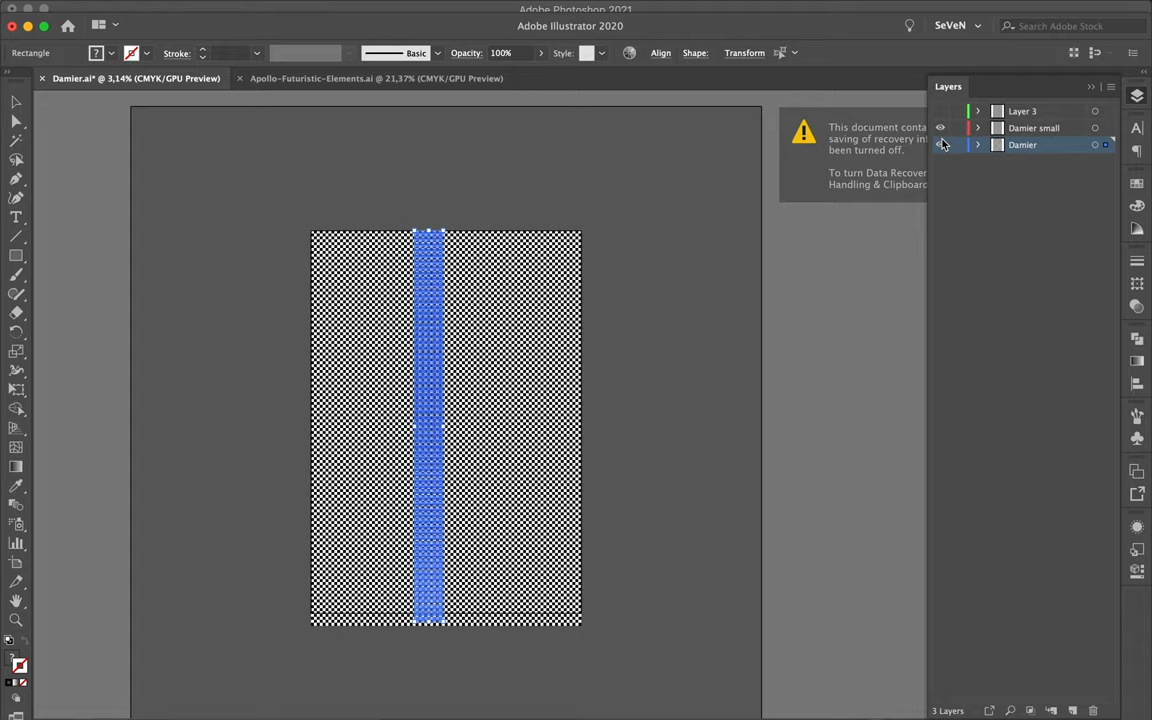 Adobe Photoshop 2021
Adobe Illustrator 2020
SeVeN
Search Adobe Stock
Rectangle
?
Stroke:
Basic
Opacity:
100%
Style:
Align
Shape:
Transform
Damier.ai* @ 3,14% (CMYK/GPU Preview)
Apollo-Futuristic-Elements.ai @ 21,37% (CMYK/GPU Preview)
Layers
Layer 3
Damier small
Damier
This document conta
saving of recovery in
been turned off.
To turn Data Recover
Handling & Clipboard
3 Layers